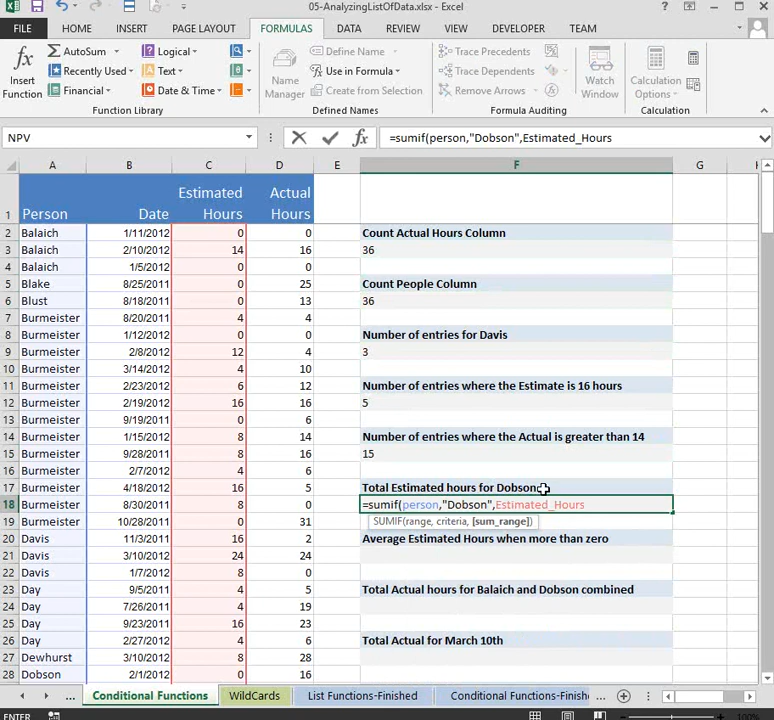 05-AnalyzingListOfData.xlsx - Excel
FILE HOME INSERT PAGE LAYOUT FORMULAS DATA REVIEW VIEW DEVELOPER TEAM
fx Insert Function
AutoSum Logical
Recently Used Text
Financial Date & Time
Function Library
Name Manager
Define Name
Use in Formula
Create from Selection
Defined Names
Trace Precedents
Trace Dependents
Remove Arrows
Formula Auditing
Watch Window
Calculation Options
Calculation
NPV fx =sumif(person,"Dobson",Estimated_Hours
A B C D E F G
1 Person Date Estimated Hours Actual Hours
2 Balaich 1/11/2012 0 0 Count Actual Hours Column
3 Balaich 2/10/2012 14 16 36
4 Balaich 1/5/2012 0 0
5 Blake 8/25/2011 0 25 Count People Column
6 Blust 8/18/2011 0 13 36
7 Burmeister 8/20/2011 4 4
8 Burmeister 1/12/2012 0 0 Number of entries for Davis
9 Burmeister 2/8/2012 12 4 3
10 Burmeister 3/14/2012 4 10
11 Burmeister 2/23/2012 6 12 Number of entries where the Estimate is 16 hours
12 Burmeister 2/19/2012 16 16 5
13 Burmeister 9/19/2011 0 6
14 Burmeister 1/15/2012 8 14 Number of entries where the Actual is greater than 14
15 Burmeister 9/28/2011 8 16 15
16 Burmeister 2/7/2012 4 6
17 Burmeister 4/18/2012 16 5 Total Estimated hours for Dobson
18 Burmeister 8/30/2011 8 0 =sumif(person,"Dobson",Estimated_Hours
19 Burmeister 10/28/2011 0 31 SUMIF(range, criteria, [sum_range])
20 Davis 11/3/2011 16 2 Average Estimated Hours when more than zero
21 Davis 3/10/2011 24 24
22 Davis 1/7/2012 8 0
23 Day 9/5/2011 4 5 Total Actual hours for Balaich and Dobson combined
24 Day 7/26/2011 4 19
25 Day 9/23/2011 16 23
26 Day 2/27/2012 4 6 Total Actual for March 10th
27 Dewhurst 3/10/2012 8 28
28 Dobson 2/1/2012 0 16
... Conditional Functions WildCards List Functions-Finished Conditional Functions-Finishe ...
ENTER 100%